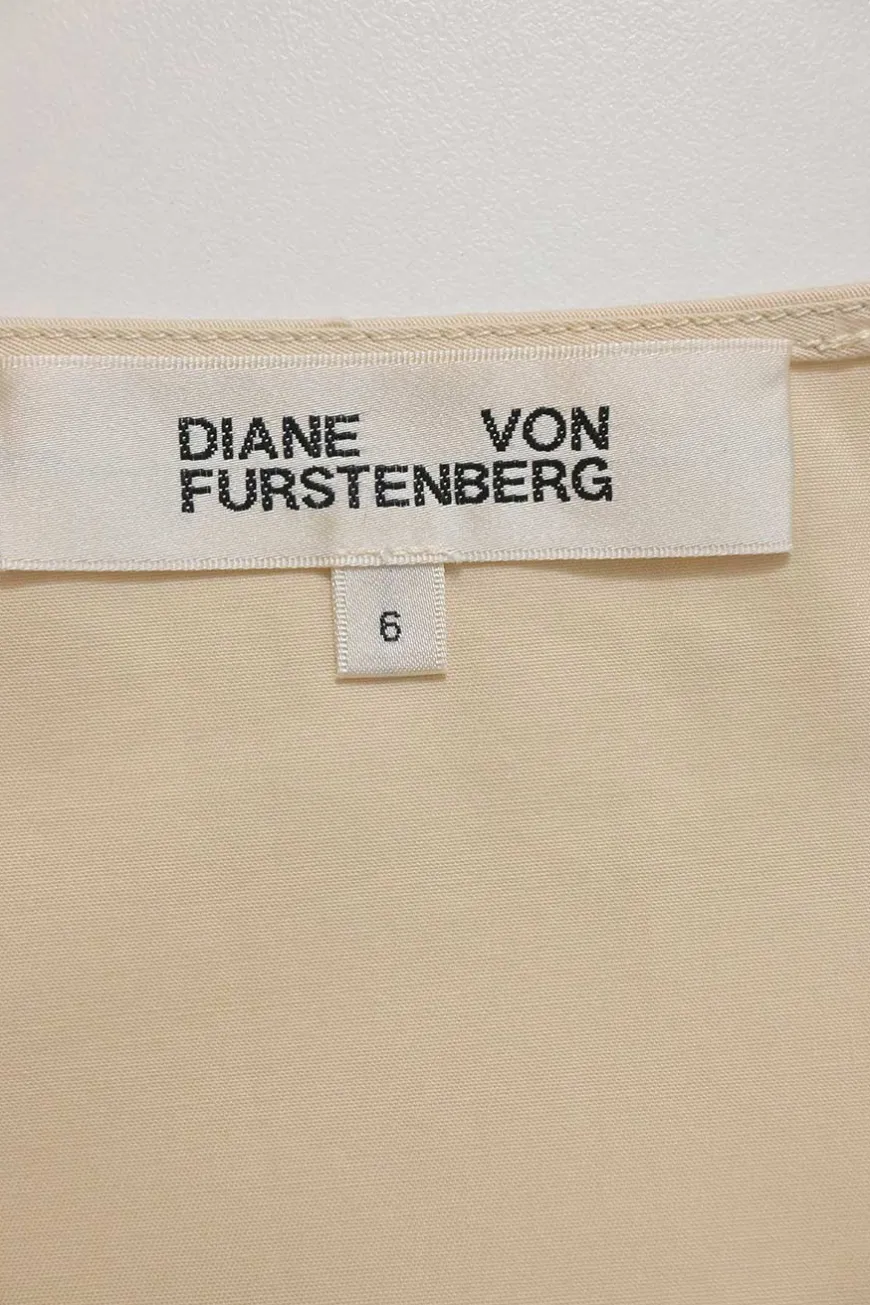 DIANE VON
FURSTENBERG
6